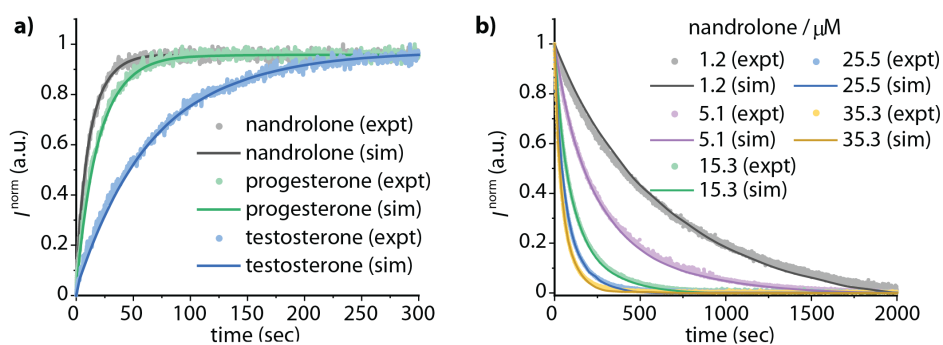 a)
I^norm (a.u.)
1
0.8
0.6
0.4
0.2
0
nandrolone (expt)
nandrolone (sim)
progesterone (expt)
progesterone (sim)
testosterone (expt)
testosterone (sim)
0 50 100 150 200 250 300
time (sec)
b)
nandrolone / μM
1.2 (expt)
1.2 (sim)
5.1 (expt)
5.1 (sim)
15.3 (expt)
15.3 (sim)
25.5 (expt)
25.5 (sim)
35.3 (expt)
35.3 (sim)
I^norm (a.u.)
1
0.8
0.6
0.4
0.2
0
0 500 1000 1500 2000
time (sec)